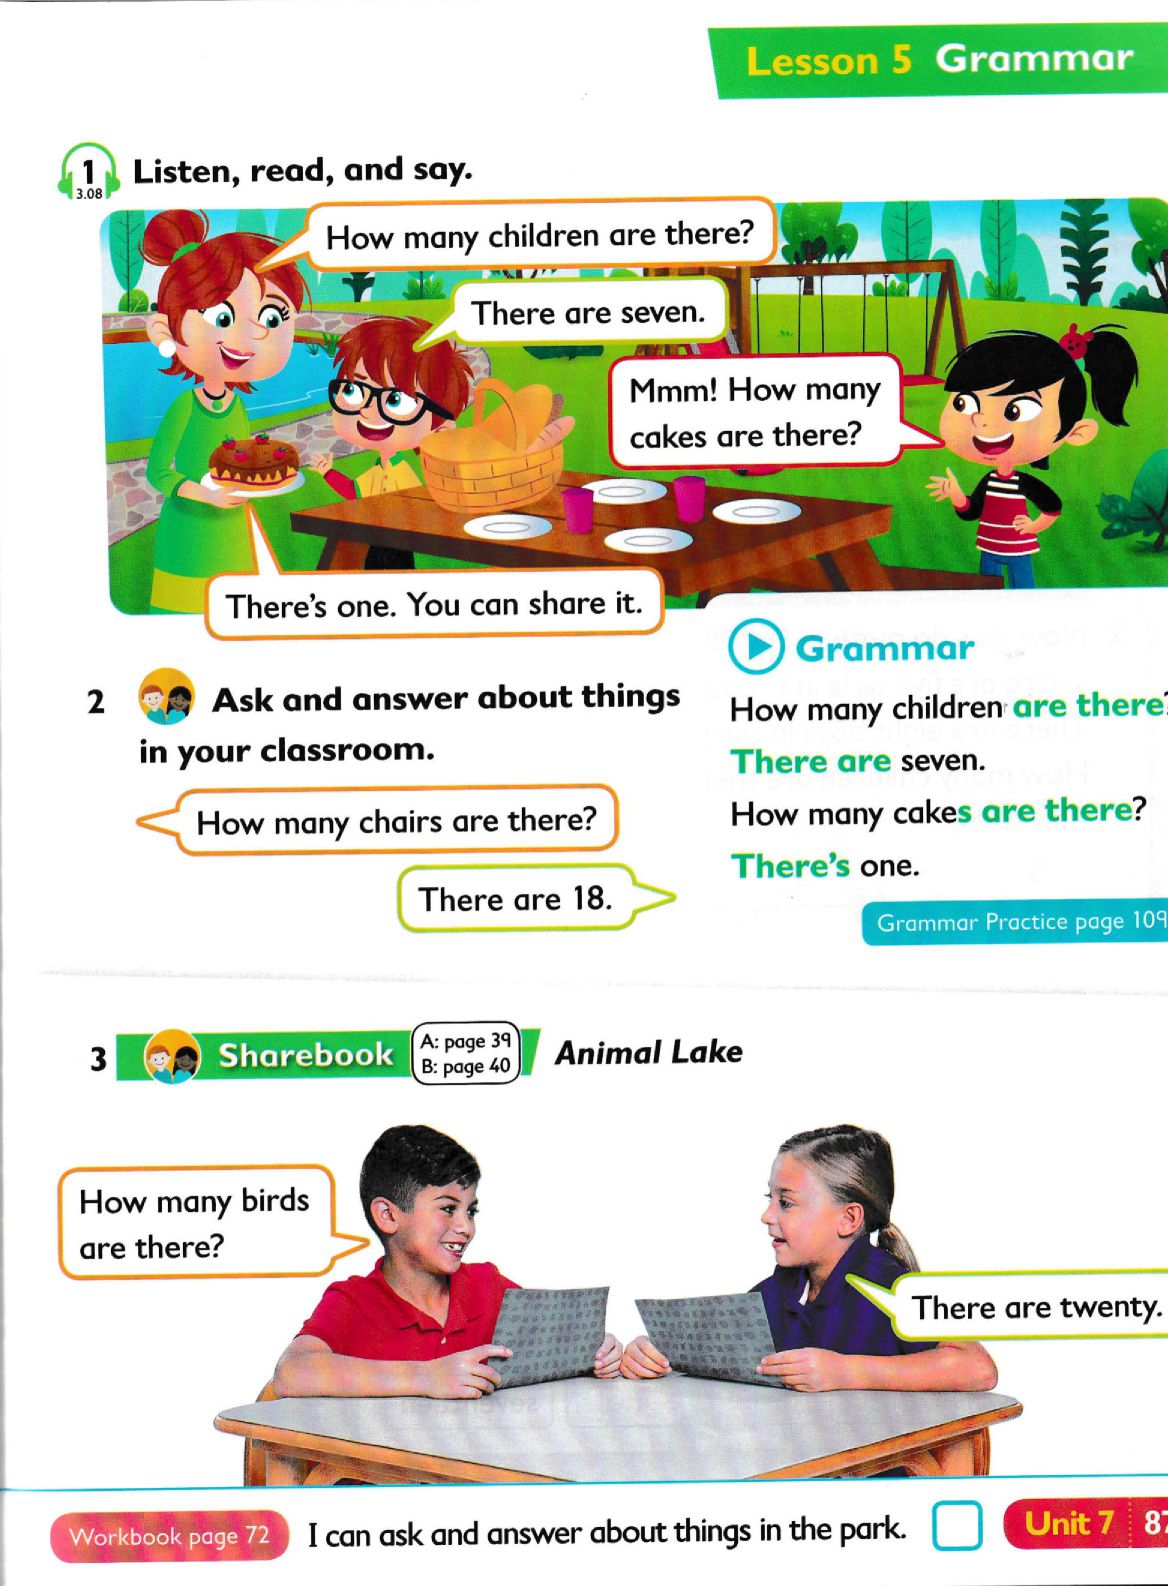 Lesson 5 Grammar
1
3.08
Listen, read, and say.
How many children are there?
There are seven.
Mmm! How many
cakes are there?
There's one. You can share it.
2 Ask and answer about things
in your classroom.
How many chairs are there?
There are 18.
Grammar
How many children are there?
There are seven.
How many cakes are there?
There's one.
Grammar Practice page 109
3 Sharebook
A: page 39
B: page 40
Animal Lake
How many birds
are there?
There are twenty.
Workbook page 72
I can ask and answer about things in the park.
Unit 7 87